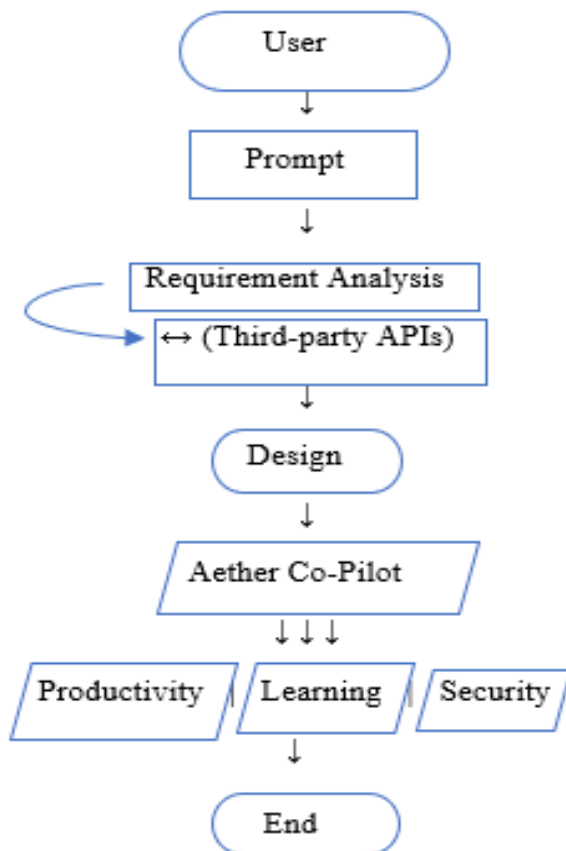 User
↓
Prompt
↓
Requirement Analysis
↔ (Third-party APIs)
↓
Design
↓
Aether Co-Pilot
↓ ↓ ↓
Productivity | Learning | Security
↓
End